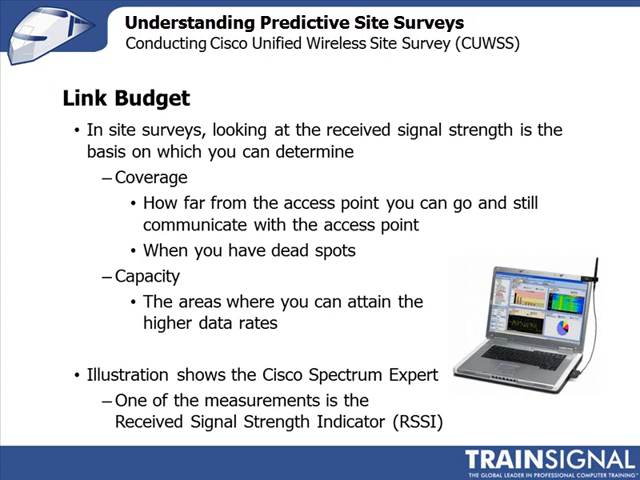 Understanding Predictive Site Surveys
Conducting Cisco Unified Wireless Site Survey (CUWSS)
Link Budget
• In site surveys, looking at the received signal strength is the
basis on which you can determine
– Coverage
• How far from the access point you can go and still
communicate with the access point
• When you have dead spots
– Capacity
• The areas where you can attain the
higher data rates
• Illustration shows the Cisco Spectrum Expert
– One of the measurements is the
Received Signal Strength Indicator (RSSI)
TRAINSIGNAL
THE GLOBAL LEADER IN PROFESSIONAL COMPUTER TRAINING